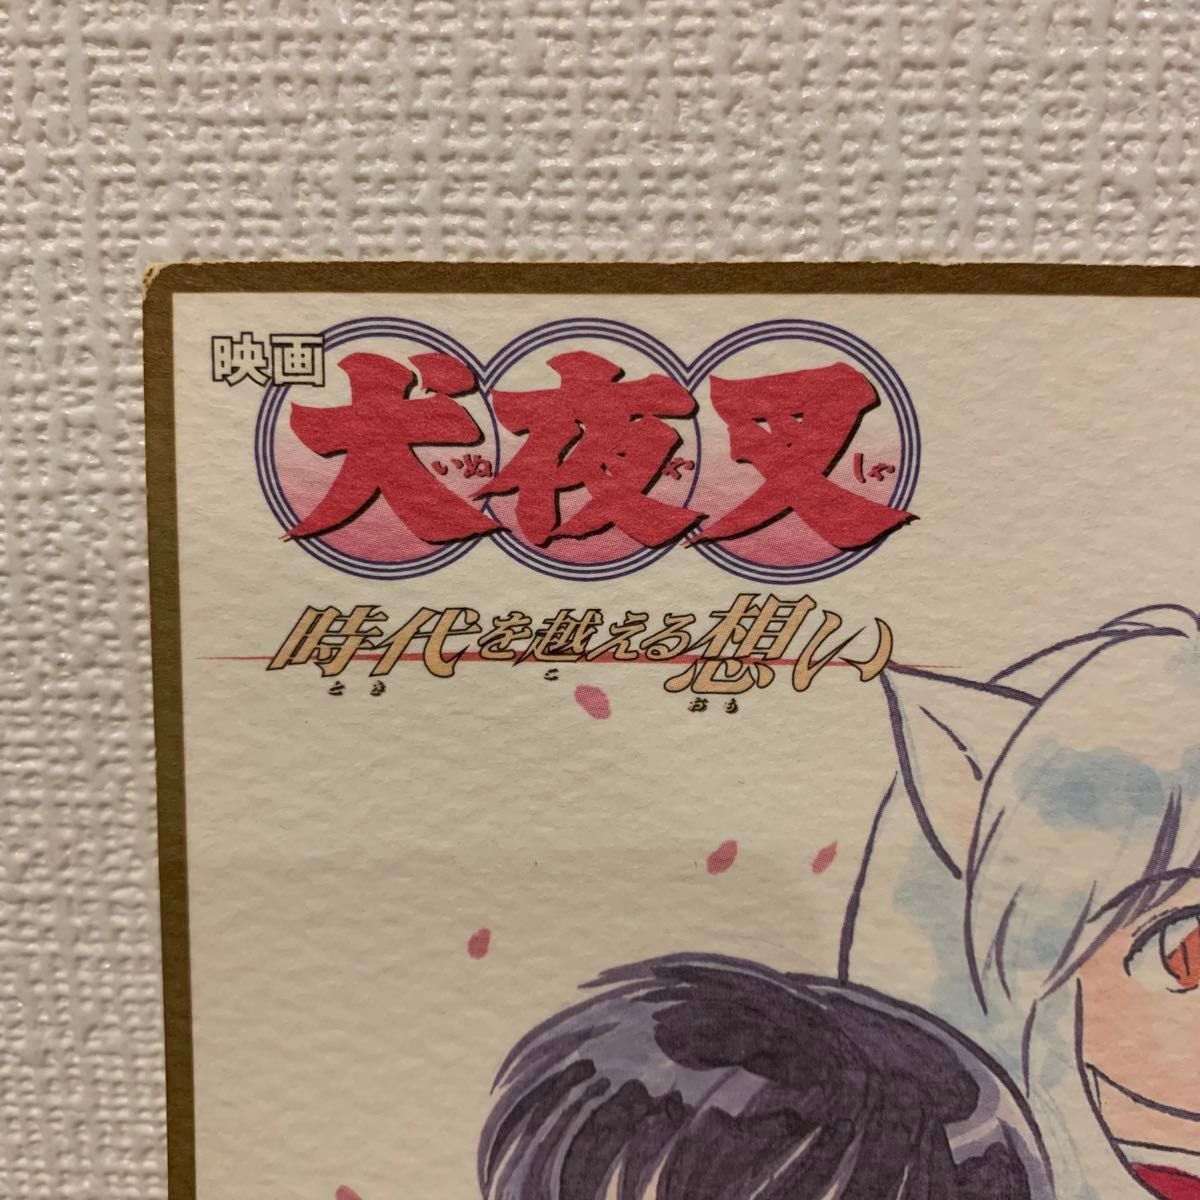 映画
犬夜叉
いぬ や しゃ
時代を越える想い
とき こ おも